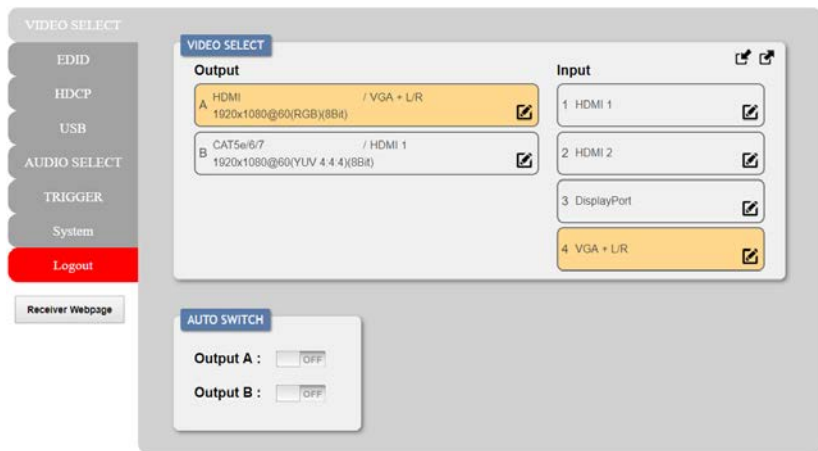 VIDEO SELECT
EDID
HDCP
USB
AUDIO SELECT
TRIGGER
System
Logout
Receiver Webpage
VIDEO SELECT
Output
A HDMI / VGA + L/R
1920x1080@60(RGB)(8Bit)
B CAT5e/6/7 / HDMI 1
1920x1080@60(YUV 4:4:4)(8Bit)
Input
1 HDMI 1
2 HDMI 2
3 DisplayPort
4 VGA + L/R
AUTO SWITCH
Output A : OFF
Output B : OFF